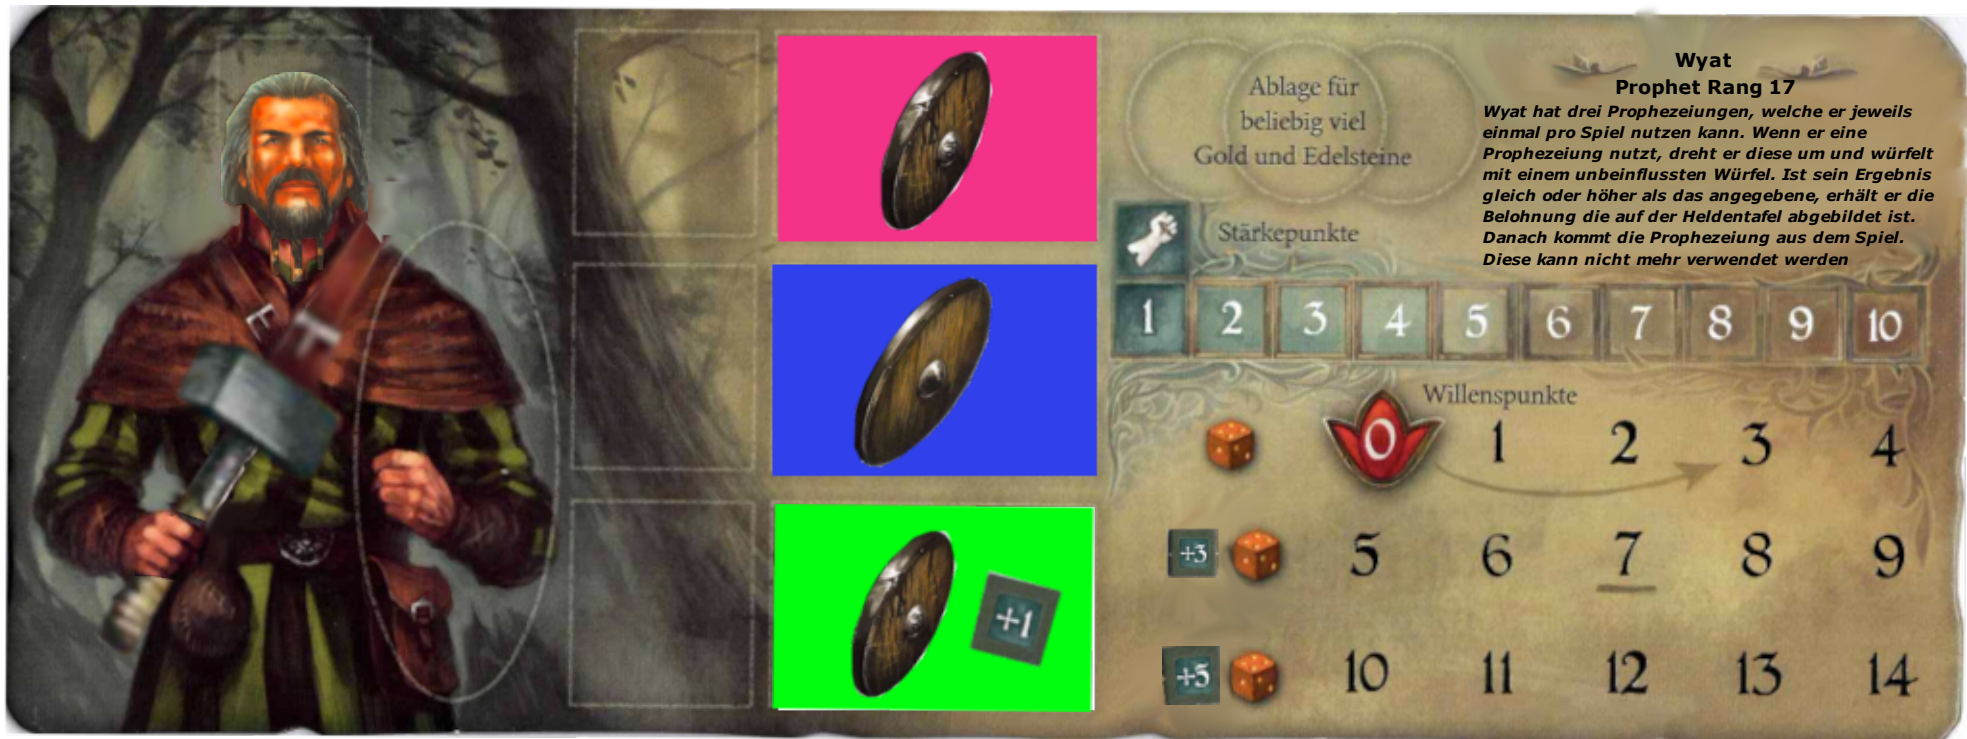 Wyat
Prophet Rang 17
Wyat hat drei Prophezeiungen, welche er jeweils
einmal pro Spiel nutzen kann. Wenn er eine
Prophezeiung nutzt, dreht er diese um und würfelt
mit einem unbeinflussten Würfel. Ist sein Ergebnis
gleich oder höher als das angegebene, erhält er die
Belohnung die auf der Heldentafel abgebildet ist.
Danach kommt die Prophezeiung aus dem Spiel.
Diese kann nicht mehr verwendet werden
Ablage für
beliebig viel
Gold und Edelsteine
Stärkepunkte
1 2 3 4 5 6 7 8 9 10
Willenspunkte
0 1 2 3 4
+3 5 6 7 8 9
+1
+5 10 11 12 13 14